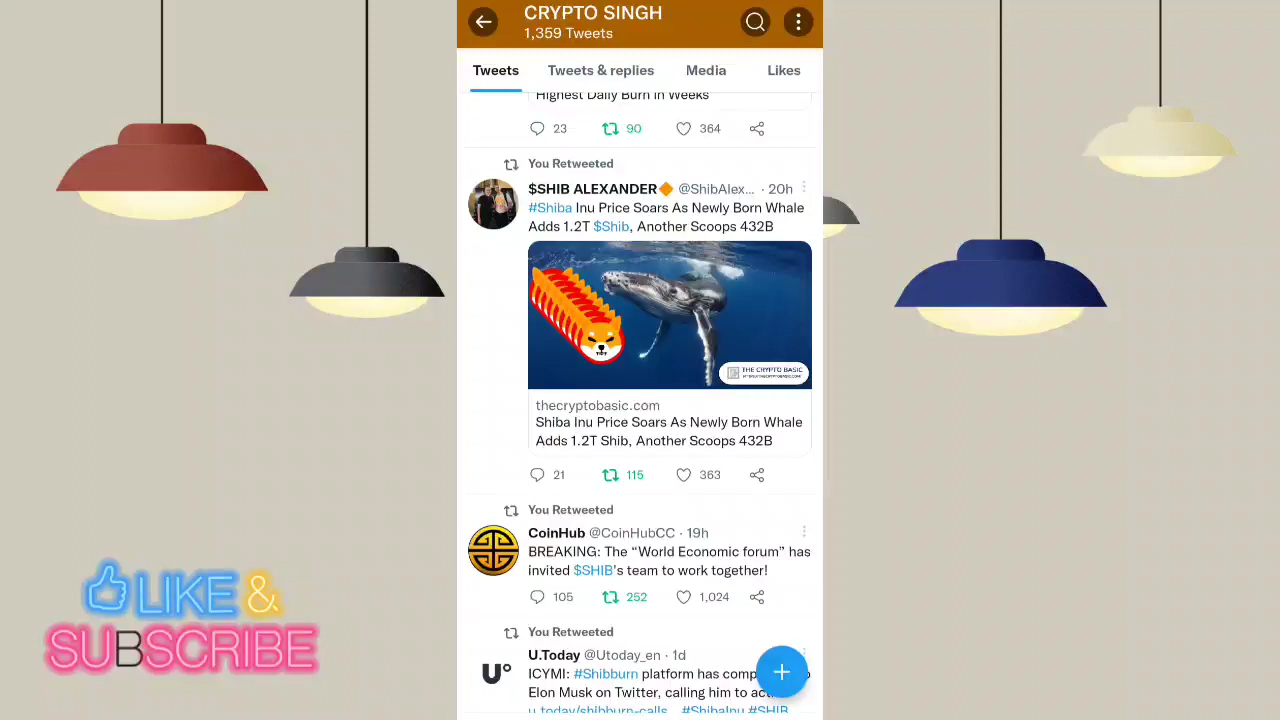 CRYPTO SINGH
1,359 Tweets
Tweets Tweets & replies Media Likes
Highest Daily Burn In Weeks
23 90 364
You Retweeted
$SHIB ALEXANDER @ShibAlex... · 20h
#Shiba Inu Price Soars As Newly Born Whale
Adds 1.2T $Shib, Another Scoops 432B
THE CRYPTO BASIC
thecryptobasic.com
Shiba Inu Price Soars As Newly Born Whale
Adds 1.2T Shib, Another Scoops 432B
21 115 363
You Retweeted
CoinHub @CoinHubCC · 19h
BREAKING: The “World Economic forum” has
invited $SHIB's team to work together!
105 252 1,024
You Retweeted
U.Today @Utoday_en · 1d
ICYMI: #Shibburn platform has
Elon Musk on Twitter, calling him to
u.today/shibburn-calls... #ShibaInu #SHIB
LIKE &
SUBSCRIBE